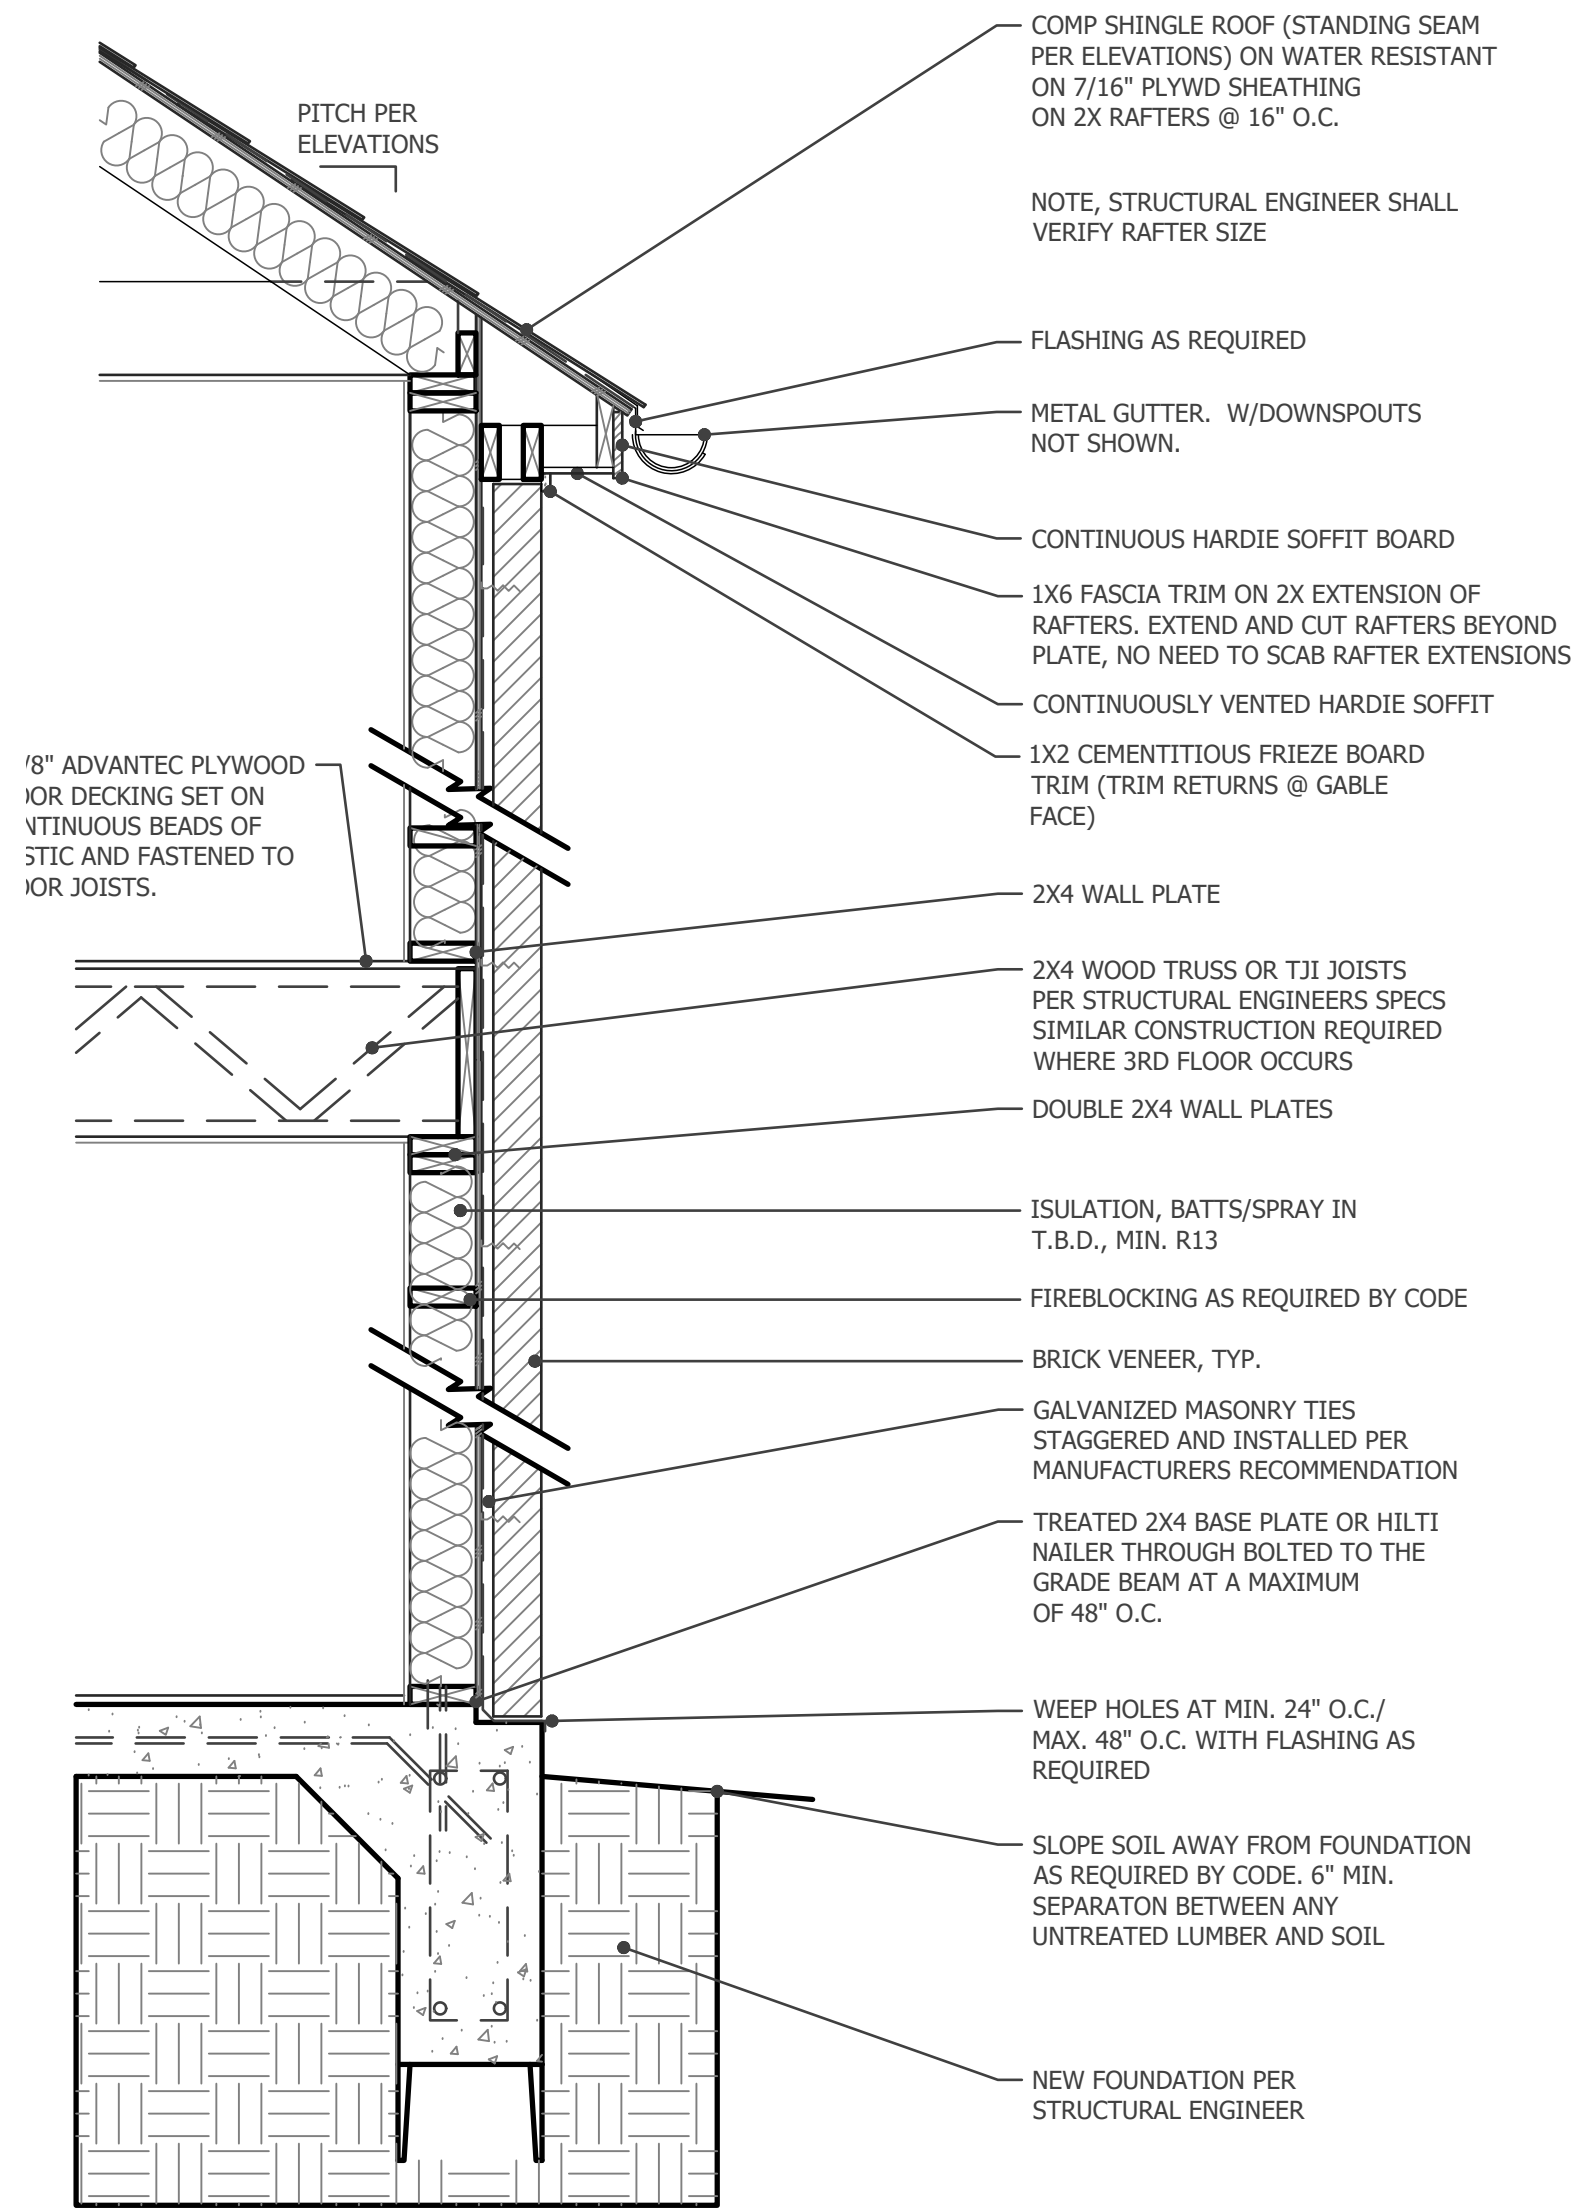 COMP SHINGLE ROOF (STANDING SEAM
PER ELEVATIONS) ON WATER RESISTANT
ON 7/16" PLYWD SHEATHING
ON 2X RAFTERS @ 16" O.C.
PITCH PER
ELEVATIONS
NOTE, STRUCTURAL ENGINEER SHALL
VERIFY RAFTER SIZE
FLASHING AS REQUIRED
METAL GUTTER. W/DOWNSPOUTS
NOT SHOWN.
CONTINUOUS HARDIE SOFFIT BOARD
1X6 FASCIA TRIM ON 2X EXTENSION OF
RAFTERS. EXTEND AND CUT RAFTERS BEYOND
PLATE, NO NEED TO SCAB RAFTER EXTENSIONS
CONTINUOUSLY VENTED HARDIE SOFFIT
1X2 CEMENTITIOUS FRIEZE BOARD
TRIM (TRIM RETURNS @ GABLE
FACE)
/8" ADVANTEC PLYWOOD
OOR DECKING SET ON
NTINUOUS BEADS OF
STIC AND FASTENED TO
OOR JOISTS.
2X4 WALL PLATE
2X4 WOOD TRUSS OR TJI JOISTS
PER STRUCTURAL ENGINEERS SPECS
SIMILAR CONSTRUCTION REQUIRED
WHERE 3RD FLOOR OCCURS
DOUBLE 2X4 WALL PLATES
ISULATION, BATTS/SPRAY IN
T.B.D., MIN. R13
FIREBLOCKING AS REQUIRED BY CODE
BRICK VENEER, TYP.
GALVANIZED MASONRY TIES
STAGGERED AND INSTALLED PER
MANUFACTURERS RECOMMENDATION
TREATED 2X4 BASE PLATE OR HILTI
NAILER THROUGH BOLTED TO THE
GRADE BEAM AT A MAXIMUM
OF 48" O.C.
WEEP HOLES AT MIN. 24" O.C./
MAX. 48" O.C. WITH FLASHING AS
REQUIRED
SLOPE SOIL AWAY FROM FOUNDATION
AS REQUIRED BY CODE. 6" MIN.
SEPARATON BETWEEN ANY
UNTREATED LUMBER AND SOIL
NEW FOUNDATION PER
STRUCTURAL ENGINEER